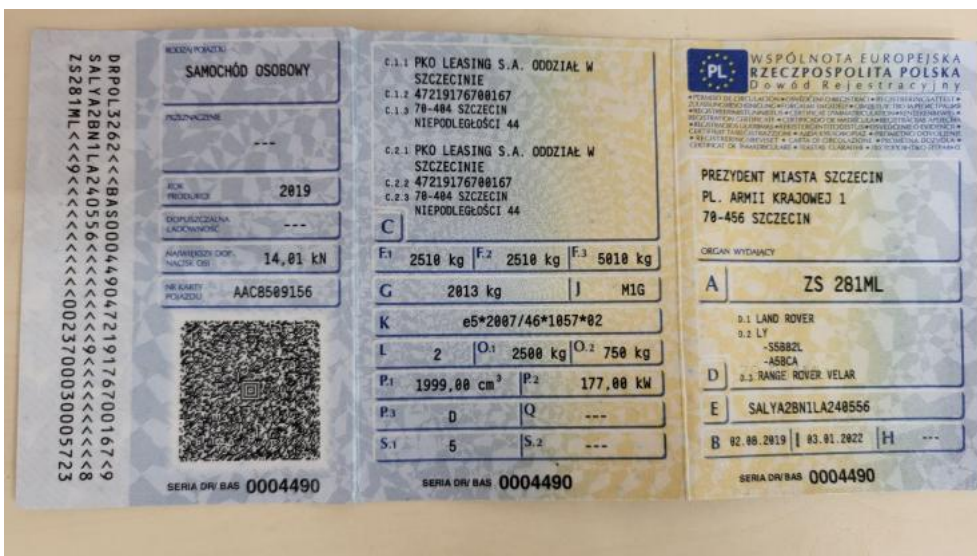 DRPOL3262<<BAS0004490472191767001 67<9
SALYA2BN1LA240556<<<<<<<9<<<<<<<8
ZS281ML<<<9<<<<<<<<0023700030005723
RODZAJ POJAZDU
SAMOCHÓD OSOBOWY
PRZEZNACZENIE
---
ROK PRODUKCJI
2019
DOPUSZCZALNA ŁADOWNOŚĆ
---
NAJWIĘKSZY DOP. NACISK OSI
14,01 kN
NR KARTY POJAZDU
AAC8509156
SERIA DR/ BAS 0004490
C.1.1 PKO LEASING S.A. ODDZIAŁ W
SZCZECINIE
C.1.2 47219176700167
C.1.3 70-404 SZCZECIN
NIEPODLEGŁOŚCI 44
C.2.1 PKO LEASING S.A. ODDZIAŁ W
SZCZECINIE
C.2.2 47219176700167
C.2.3 70-404 SZCZECIN
NIEPODLEGŁOŚCI 44
C
F.1 2510 kg F.2 2510 kg F.3 5010 kg
G 2013 kg J M1G
K e5*2007/46*1057*02
L 2 O.1 2500 kg O.2 750 kg
P.1 1999,00 cm³ P.2 177,00 kW
P.3 D Q ---
S.1 5 S.2 ---
SERIA DR/ BAS 0004490
PL
WSPÓLNOTA EUROPEJSKA
RZECZPOSPOLITA POLSKA
Dowód Rejestracyjny
PREZYDENT MIASTA SZCZECIN
PL. ARMII KRAJOWEJ 1
70-456 SZCZECIN
ORGAN WYDAJĄCY
A ZS 281ML
D.1 LAND ROVER
D.2 LY
-S5BB2L
-A5BCA
D D.3 RANGE ROVER VELAR
E SALYA2BN1LA240556
B 02.08.2019 I 03.01.2022 H ---
SERIA DR/ BAS 0004490